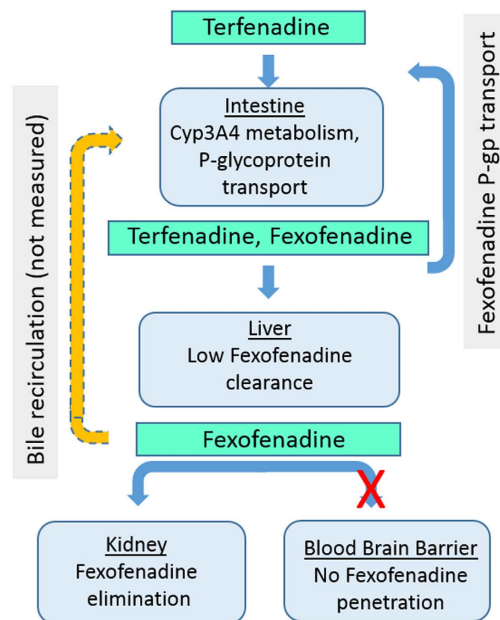 Terfenadine
Intestine
Cyp3A4 metabolism,
P-glycoprotein
transport
Fexofenadine P-gp transport
Terfenadine, Fexofenadine
Bile recirculation (not measured)
Liver
Low Fexofenadine
clearance
Fexofenadine
X
Kidney
Fexofenadine
elimination
Blood Brain Barrier
No Fexofenadine
penetration